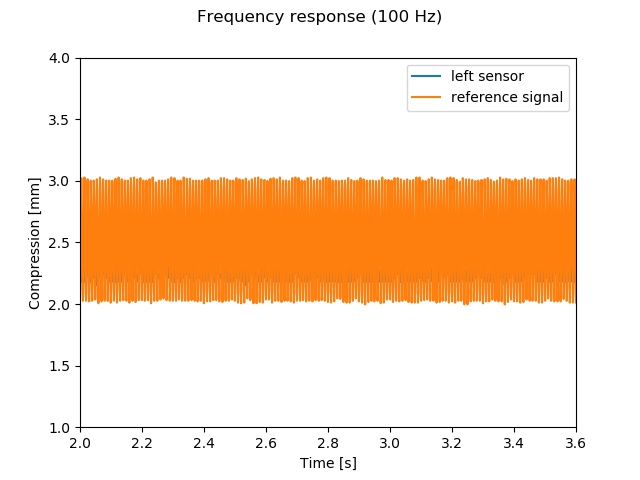 Frequency response (100 Hz)
left sensor
reference signal
4.0
3.5
3.0
2.5
2.0
1.5
1.0
Compression [mm]
2.0 2.2 2.4 2.6 2.8 3.0 3.2 3.4 3.6
Time [s]